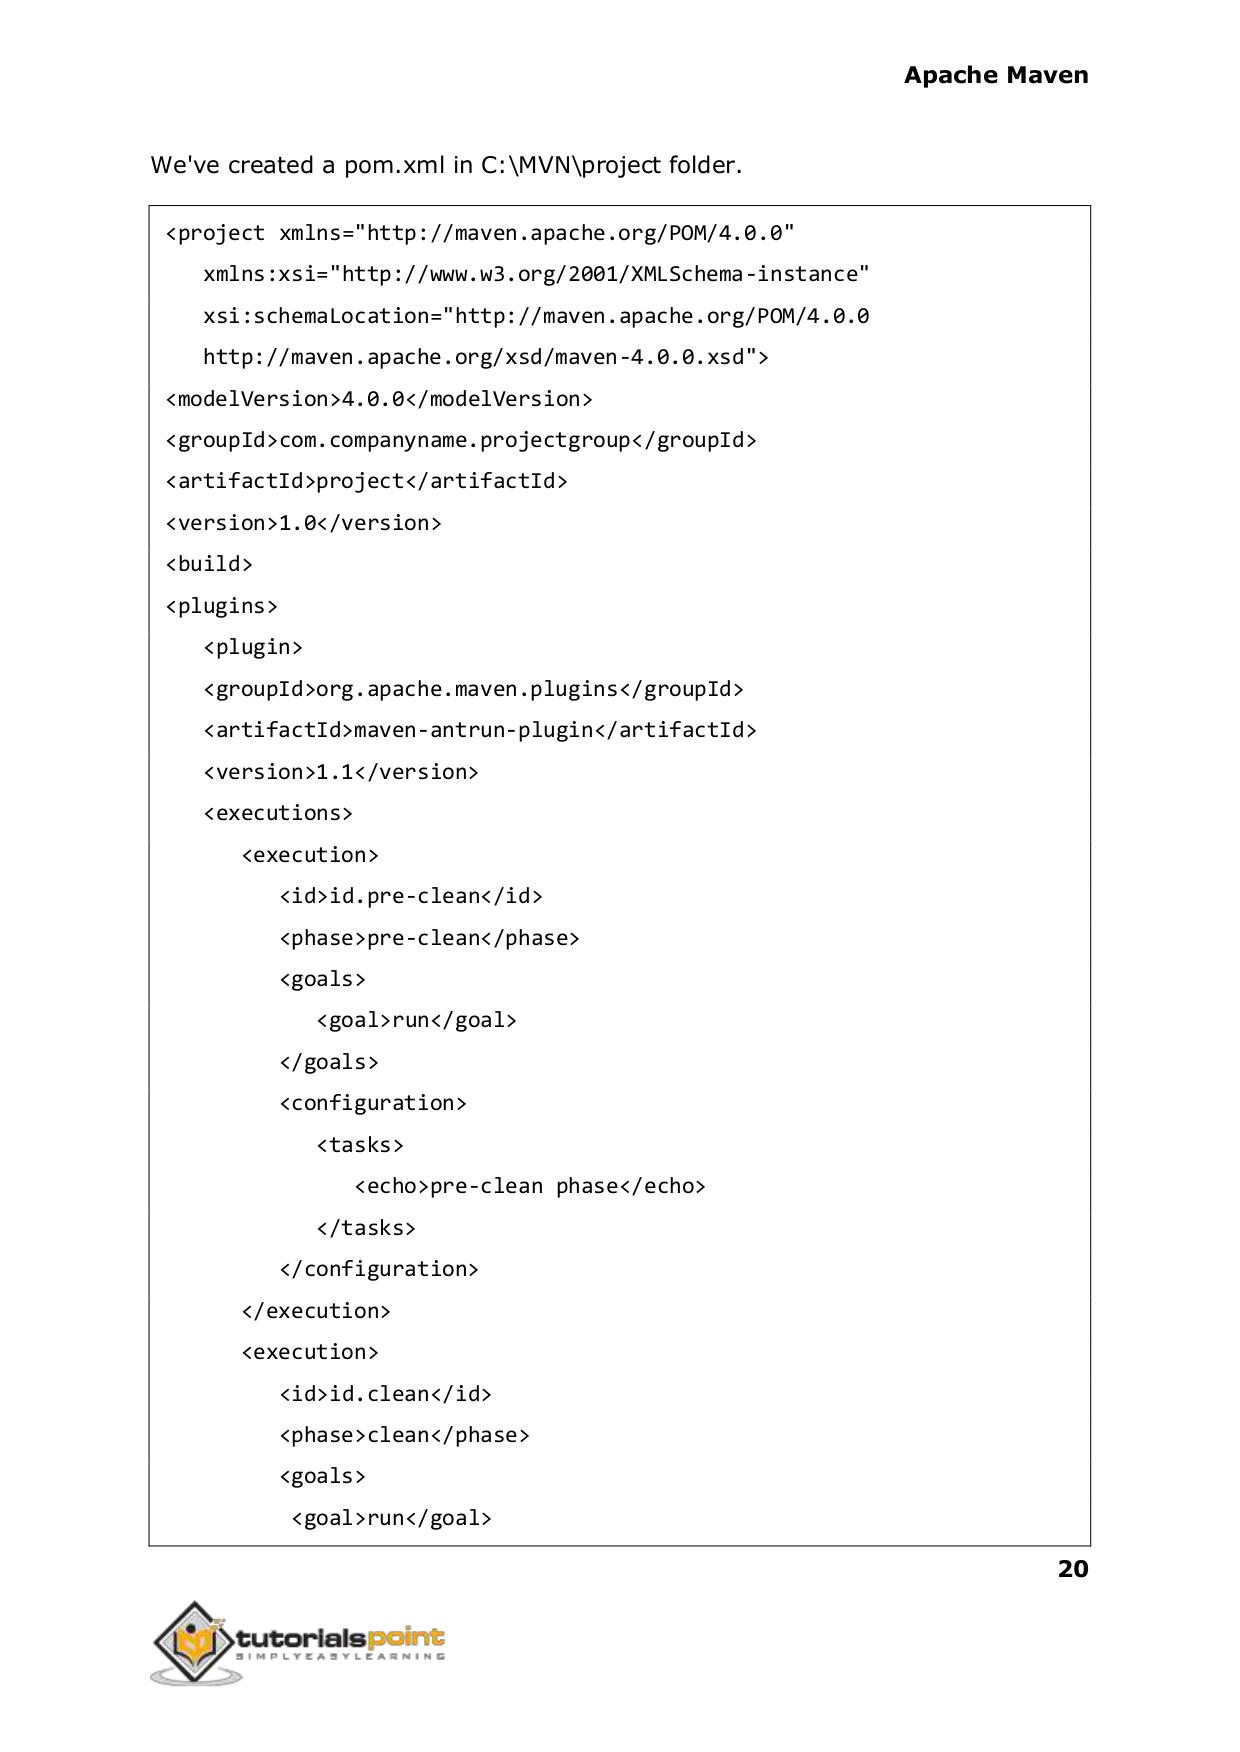 Apache Maven
We've created a pom.xml in C:\MVN\project folder.
<project xmlns="http://maven.apache.org/POM/4.0.0"
   xmlns:xsi="http://www.w3.org/2001/XMLSchema-instance"
   xsi:schemaLocation="http://maven.apache.org/POM/4.0.0
   http://maven.apache.org/xsd/maven-4.0.0.xsd">
<modelVersion>4.0.0</modelVersion>
<groupId>com.companyname.projectgroup</groupId>
<artifactId>project</artifactId>
<version>1.0</version>
<build>
<plugins>
   <plugin>
   <groupId>org.apache.maven.plugins</groupId>
   <artifactId>maven-antrun-plugin</artifactId>
   <version>1.1</version>
   <executions>
      <execution>
         <id>id.pre-clean</id>
         <phase>pre-clean</phase>
         <goals>
            <goal>run</goal>
         </goals>
         <configuration>
            <tasks>
               <echo>pre-clean phase</echo>
            </tasks>
         </configuration>
      </execution>
      <execution>
         <id>id.clean</id>
         <phase>clean</phase>
         <goals>
          <goal>run</goal>
20
tutorialspoint
SIMPLYEASYLEARNING